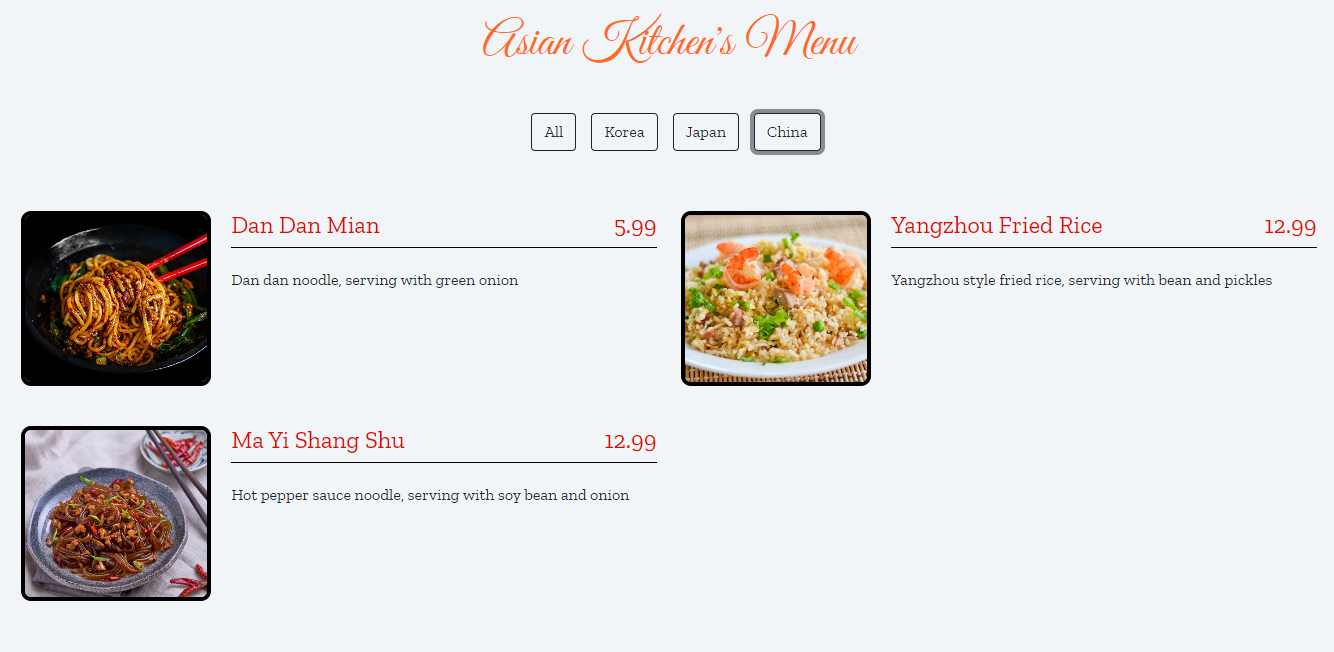 Asian Kitchen's Menu
All
Korea
Japan
China
Dan Dan Mian
5.99
Dan dan noodle, serving with green onion
Yangzhou Fried Rice
12.99
Yangzhou style fried rice, serving with bean and pickles
Ma Yi Shang Shu
12.99
Hot pepper sauce noodle, serving with soy bean and onion